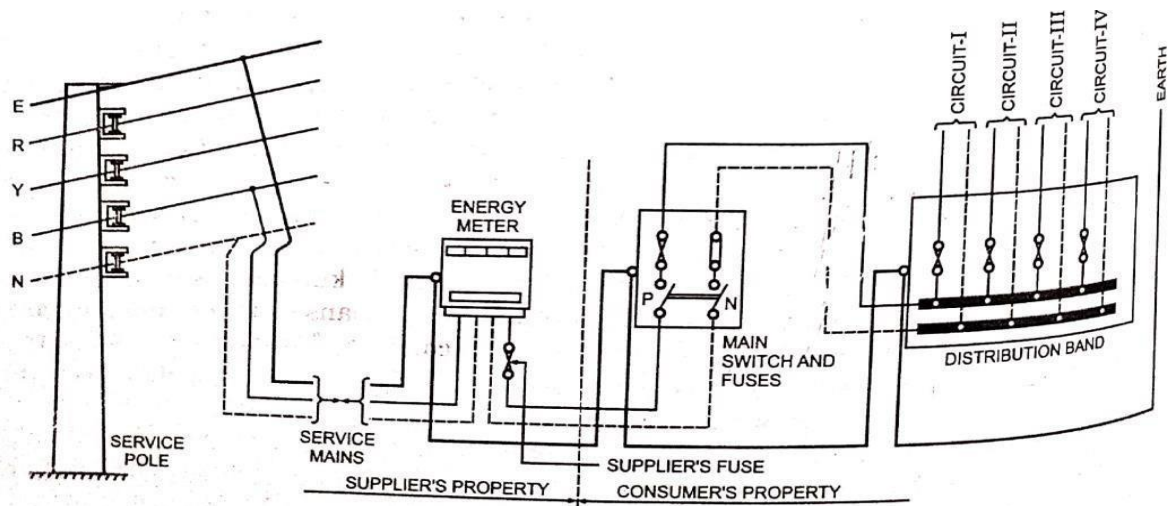 E
R
Y
B
N
SERVICE
POLE
SERVICE
MAINS
ENERGY
METER
SUPPLIER'S FUSE
SUPPLIER'S PROPERTY
CONSUMER'S PROPERTY
P
N
MAIN
SWITCH AND
FUSES
CIRCUIT-I
CIRCUIT-II
CIRCUIT-III
CIRCUIT-IV
EARTH
DISTRIBUTION BAND